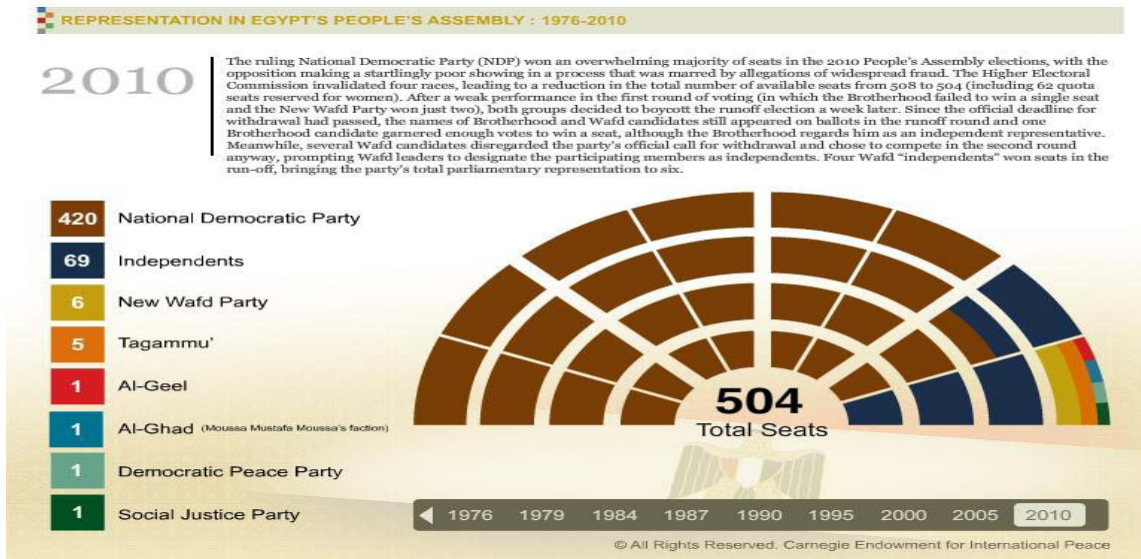 REPRESENTATION IN EGYPT'S PEOPLE'S ASSEMBLY : 1976-2010
2010
The ruling National Democratic Party (NDP) won an overwhelming majority of seats in the 2010 People's Assembly elections, with the
opposition making a startlingly poor showing in a process that was marred by allegations of widespread fraud. The Higher Electoral
Commission invalidated four races, leading to a reduction in the total number of available seats from 508 to 504 (including 62 quota
seats reserved for women). After a weak performance in the first round of voting (in which the Brotherhood failed to win a single seat
and the New Wafd Party won just two), both groups decided to boycott the runoff election a week later. Since the official deadline for
withdrawal had passed, the names of Brotherhood and Wafd candidates still appeared on ballots in the runoff round and one
Brotherhood candidate garnered enough votes to win a seat, although the Brotherhood regards him as an independent representative.
Meanwhile, several Wafd candidates disregarded the party's official call for withdrawal and chose to compete in the second round
anyway, prompting Wafd leaders to designate the participating members as independents. Four Wafd "independents" won seats in the
run-off, bringing the party's total parliamentary representation to six.
420 National Democratic Party
69 Independents
6 New Wafd Party
5 Tagammu'
1 Al-Geel
1 Al-Ghad (Moussa Mustafa Moussa's faction)
1 Democratic Peace Party
1 Social Justice Party
504
Total Seats
1976 1979 1984 1987 1990 1995 2000 2005 2010
© All Rights Reserved. Carnegie Endowment for International Peace